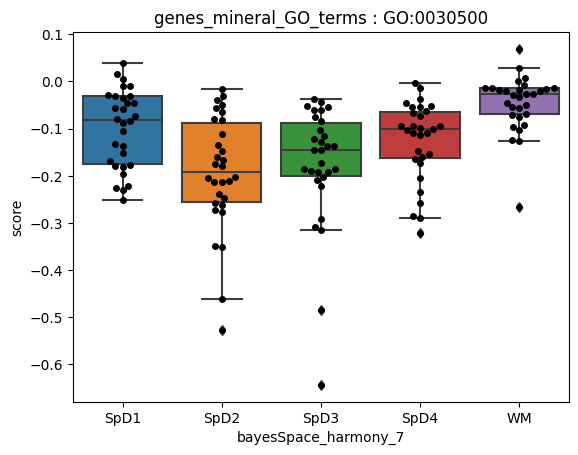 genes_mineral_GO_terms : GO:0030500
0.1
0.0
−0.1
−0.2
−0.3
−0.4
−0.5
−0.6
score
SpD1 SpD2 SpD3 SpD4 WM
bayesSpace_harmony_7